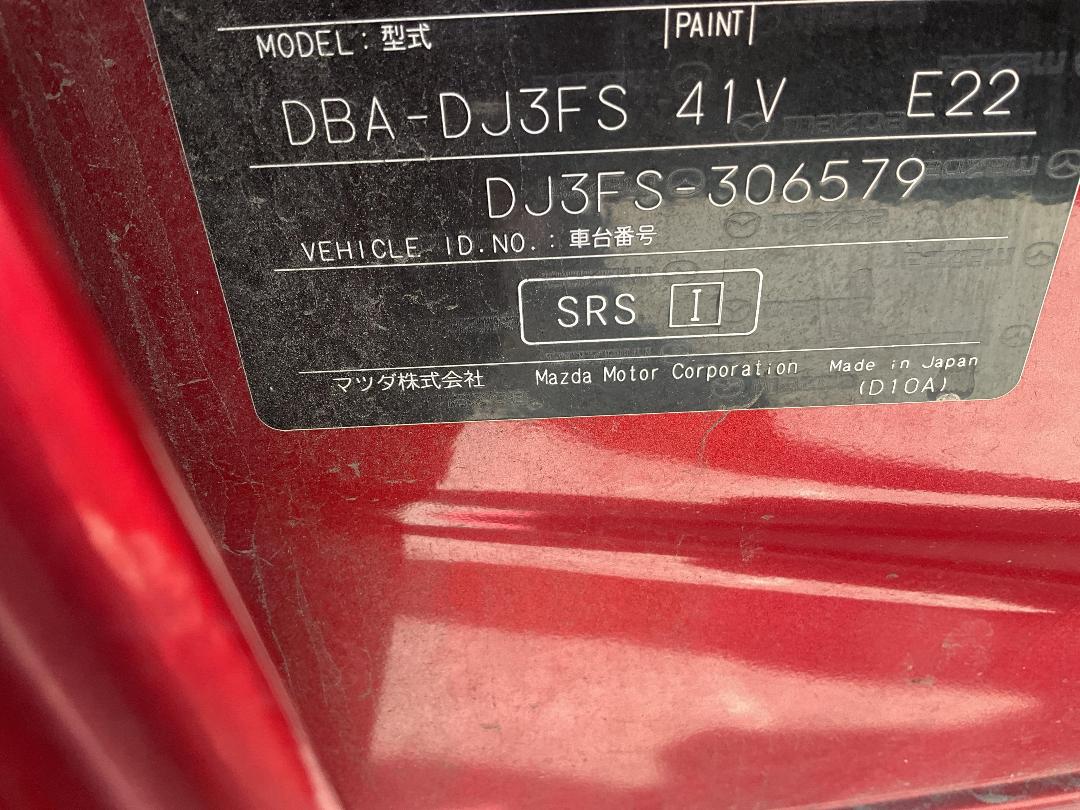 PAINT
MODEL : 型式
DBA-DJ3FS 41V E22
DJ3FS-306579
VEHICLE ID.NO. : 車台番号
SRS I
マツダ株式会社 Mazda Motor Corporation Made in Japan
(D10A)